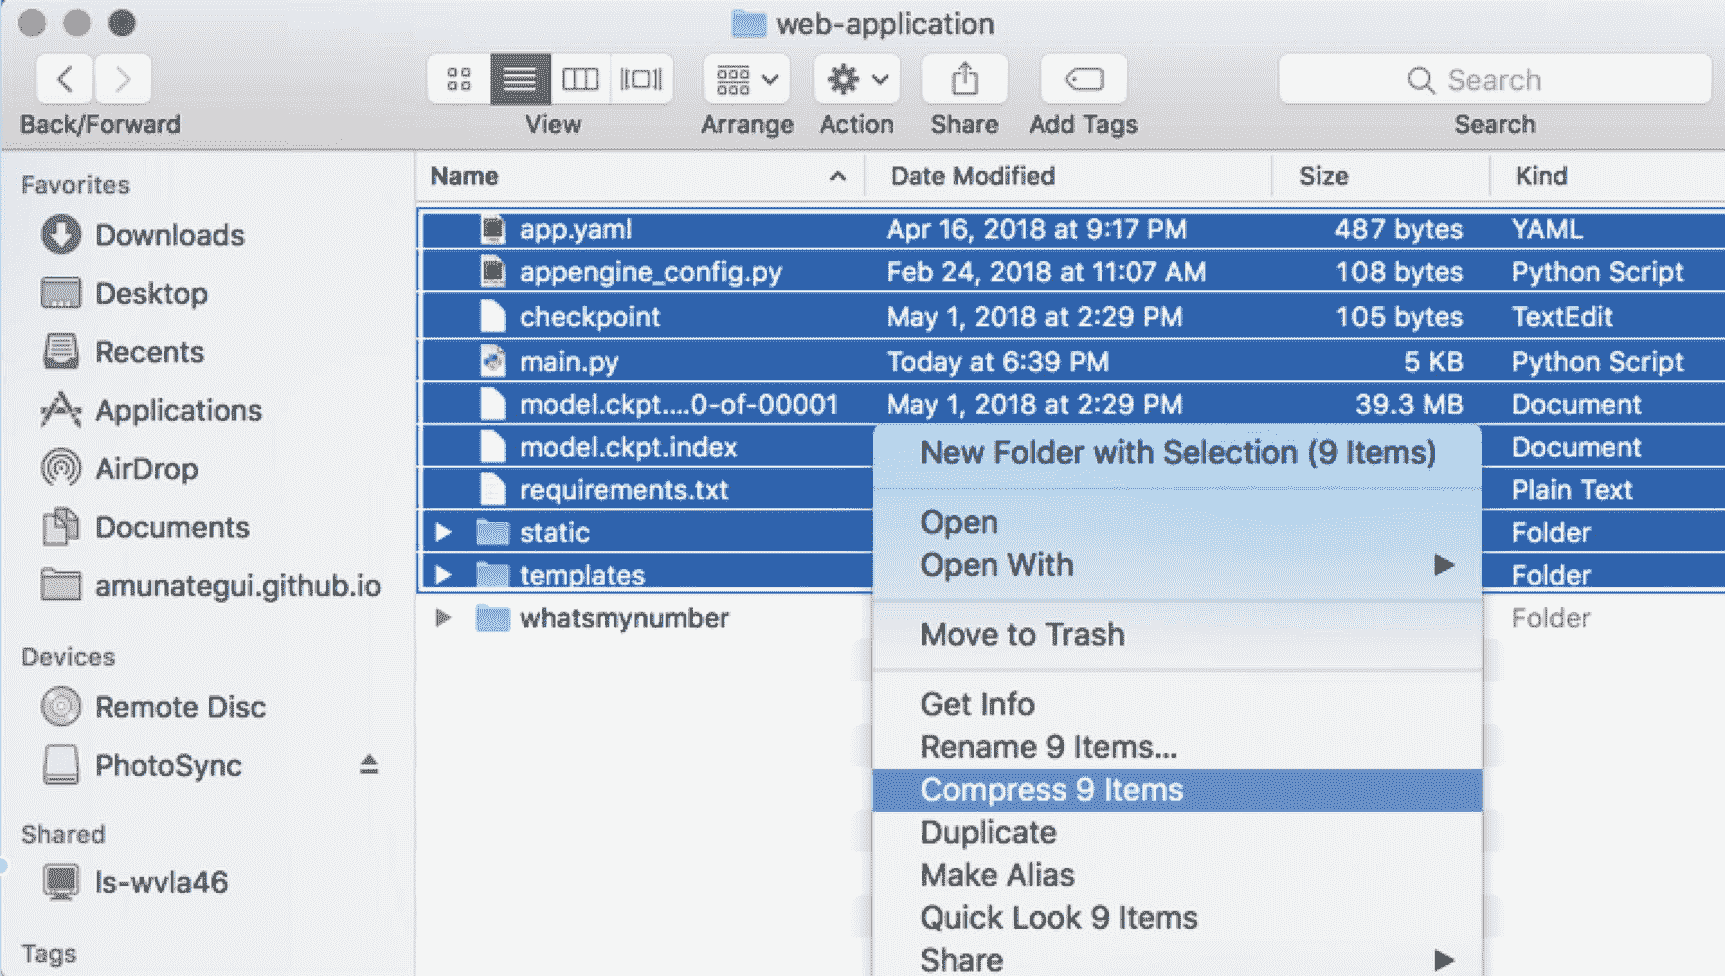 web-application
Search
Back/Forward View Arrange Action Share Add Tags Search
Favorites
Downloads
Desktop
Recents
Applications
AirDrop
Documents
amunategui.github.io
Devices
Remote Disc
PhotoSync
Shared
ls-wvla46
Tags
Name Date Modified Size Kind
app.yaml Apr 16, 2018 at 9:17 PM 487 bytes YAML
appengine_config.py Feb 24, 2018 at 11:07 AM 108 bytes Python Script
checkpoint May 1, 2018 at 2:29 PM 105 bytes TextEdit
main.py Today at 6:39 PM 5 KB Python Script
model.ckpt....0-of-00001 May 1, 2018 at 2:29 PM 39.3 MB Document
model.ckpt.index Document
requirements.txt Plain Text
static Folder
templates Folder
whatsmynumber Folder
New Folder with Selection (9 Items)
Open
Open With
Move to Trash
Get Info
Rename 9 Items...
Compress 9 Items
Duplicate
Make Alias
Quick Look 9 Items
Share